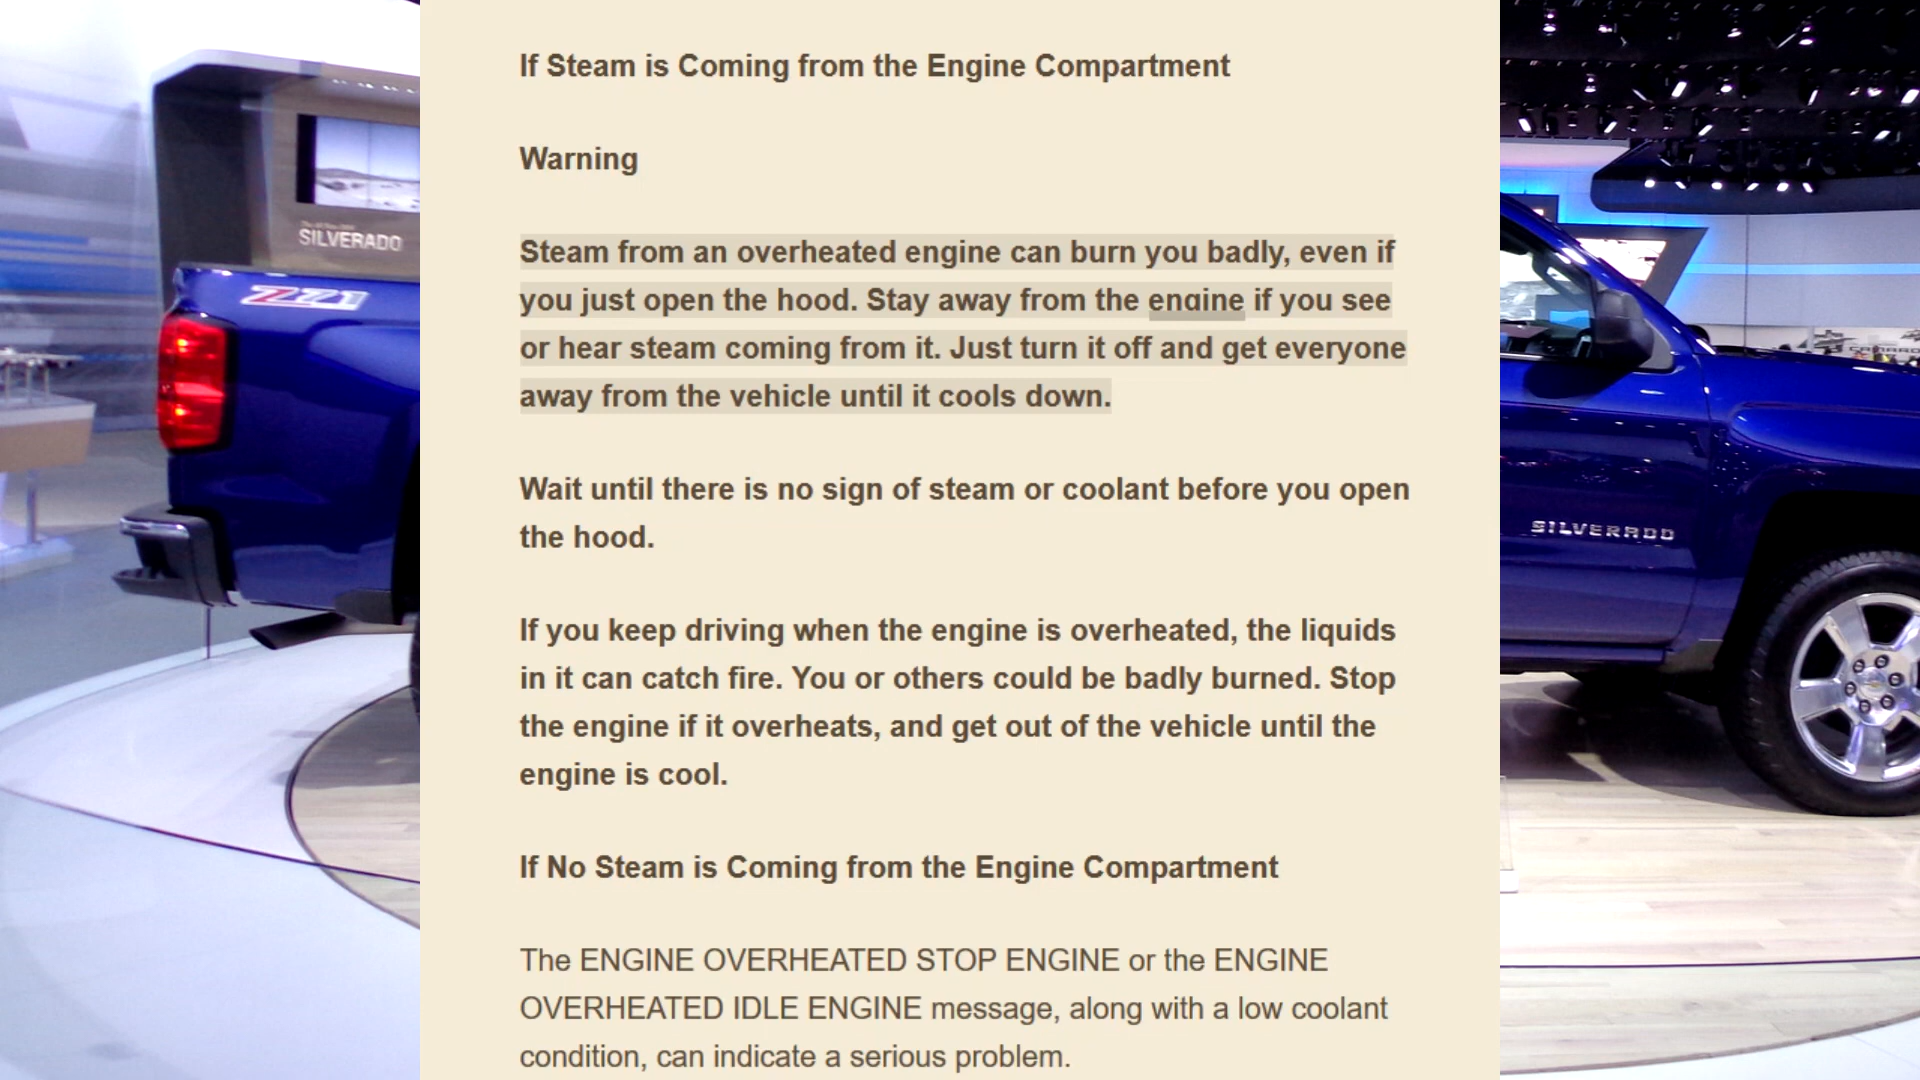 If Steam is Coming from the Engine Compartment
Warning
Steam from an overheated engine can burn you badly, even if
you just open the hood. Stay away from the engine if you see
or hear steam coming from it. Just turn it off and get everyone
away from the vehicle until it cools down.
Wait until there is no sign of steam or coolant before you open
the hood.
If you keep driving when the engine is overheated, the liquids
in it can catch fire. You or others could be badly burned. Stop
the engine if it overheats, and get out of the vehicle until the
engine is cool.
If No Steam is Coming from the Engine Compartment
The ENGINE OVERHEATED STOP ENGINE or the ENGINE
OVERHEATED IDLE ENGINE message, along with a low coolant
condition, can indicate a serious problem.
SILVERADO
Z71
SILVERADO